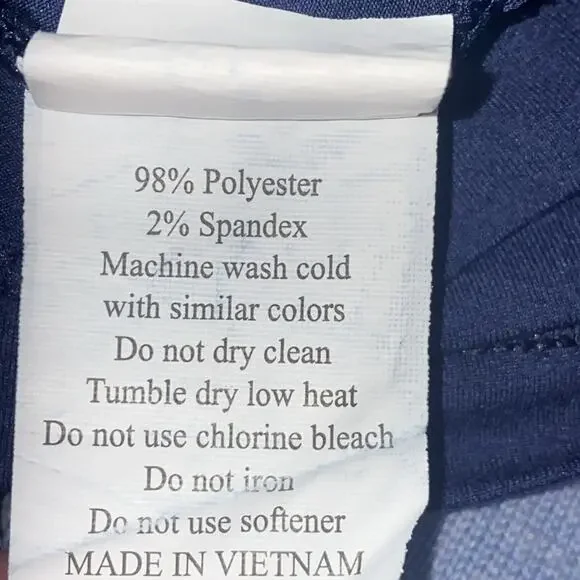 98% Polyester
2% Spandex
Machine wash cold
with similar colors
Do not dry clean
Tumble dry low heat
Do not use chlorine bleach
Do not iron
Do not use softener
MADE IN VIETNAM